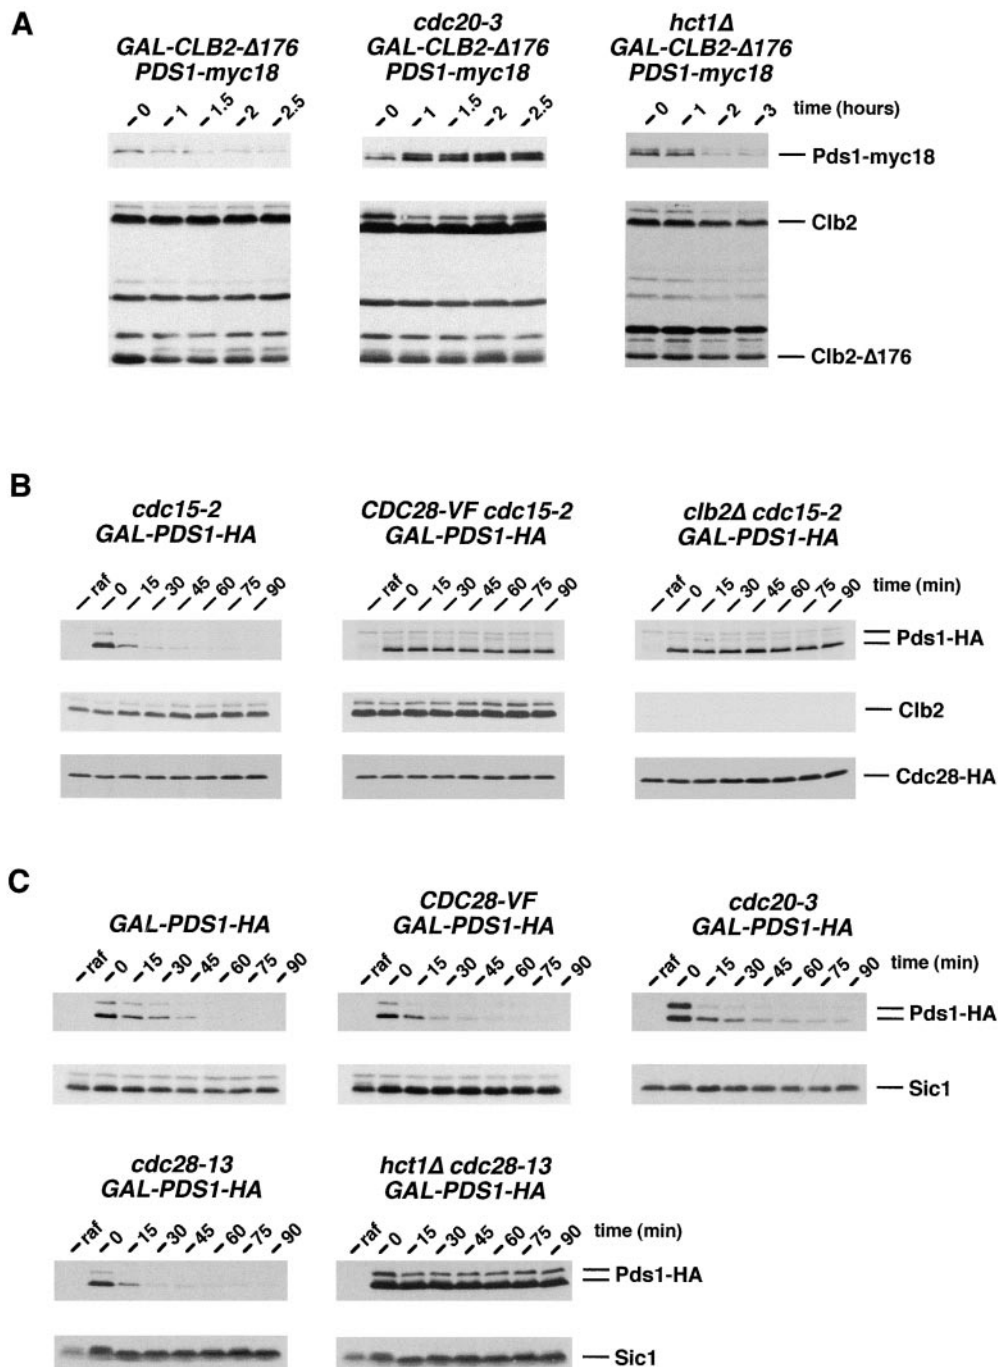 A
GAL-CLB2-Δ176
PDS1-myc18
cdc20-3
GAL-CLB2-Δ176
PDS1-myc18
hct1Δ
GAL-CLB2-Δ176
PDS1-myc18
0 1 1.5 2 2.5
0 1 1.5 2 2.5
0 1 2 3
time (hours)
Pds1-myc18
Clb2
Clb2-Δ176
B
cdc15-2
GAL-PDS1-HA
CDC28-VF cdc15-2
GAL-PDS1-HA
clb2Δ cdc15-2
GAL-PDS1-HA
raf 0 15 30 45 60 75 90
raf 0 15 30 45 60 75 90
raf 0 15 30 45 60 75 90
time (min)
Pds1-HA
Clb2
Cdc28-HA
C
GAL-PDS1-HA
CDC28-VF
GAL-PDS1-HA
cdc20-3
GAL-PDS1-HA
raf 0 15 30 45 60 75 90
raf 0 15 30 45 60 75 90
raf 0 15 30 45 60 75 90
time (min)
Pds1-HA
Sic1
cdc28-13
GAL-PDS1-HA
hct1Δ cdc28-13
GAL-PDS1-HA
raf 0 15 30 45 60 75 90
raf 0 15 30 45 60 75 90
time (min)
Pds1-HA
Sic1